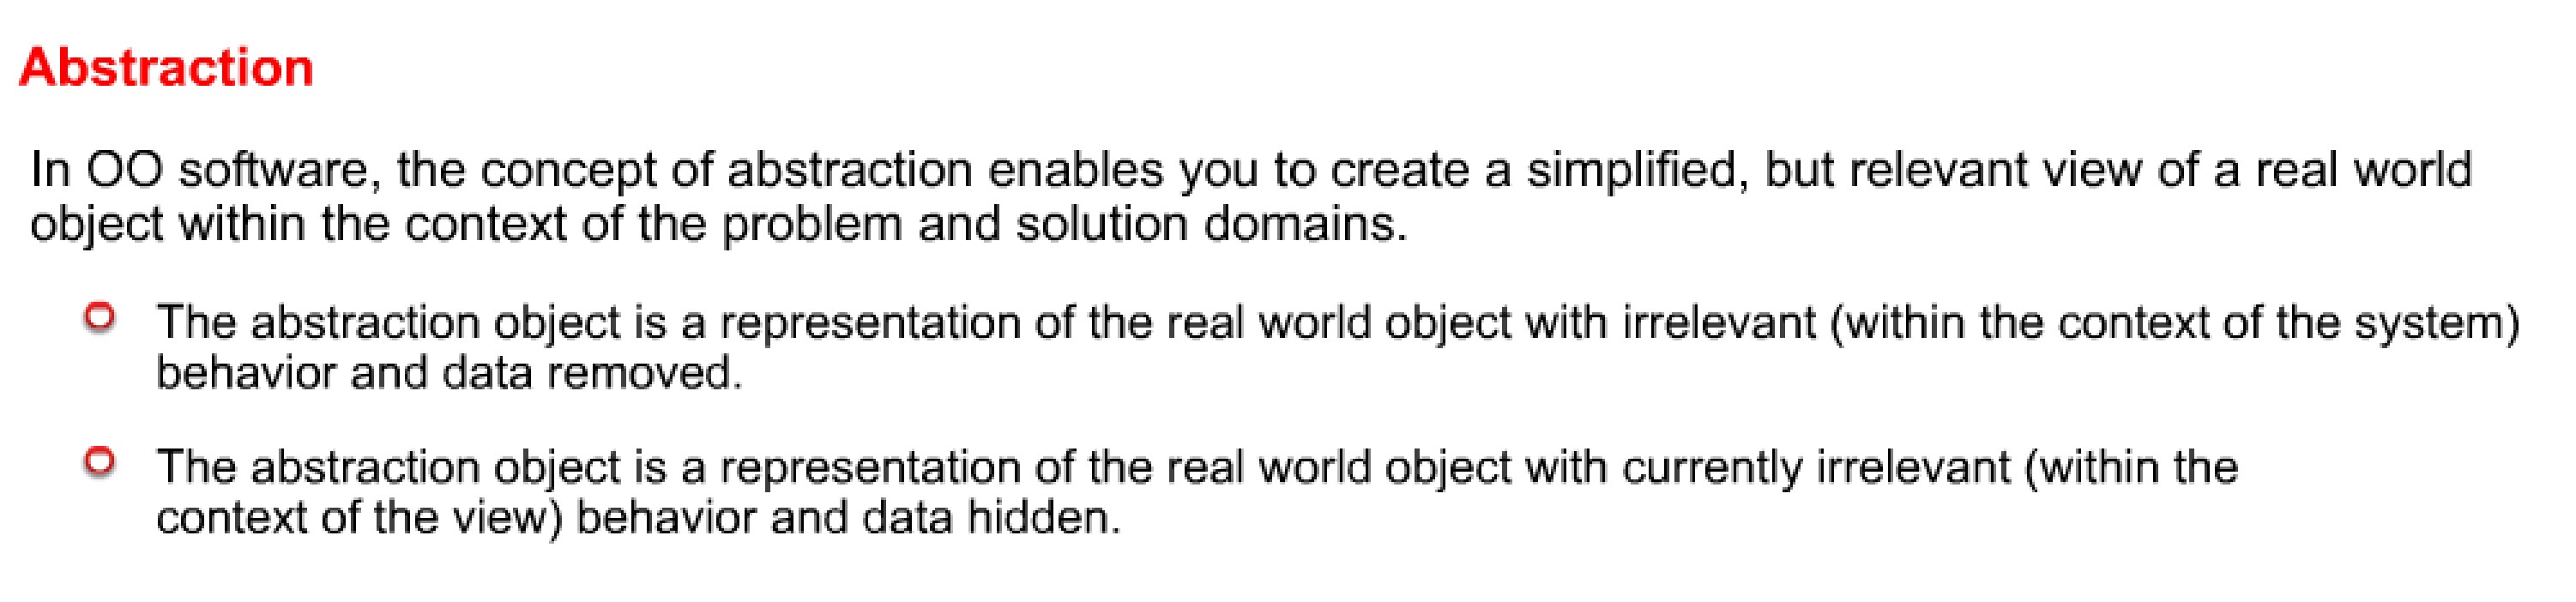 Abstraction
In OO software, the concept of abstraction enables you to create a simplified, but relevant view of a real world
object within the context of the problem and solution domains.
The abstraction object is a representation of the real world object with irrelevant (within the context of the system)
behavior and data removed.
The abstraction object is a representation of the real world object with currently irrelevant (within the
context of the view) behavior and data hidden.